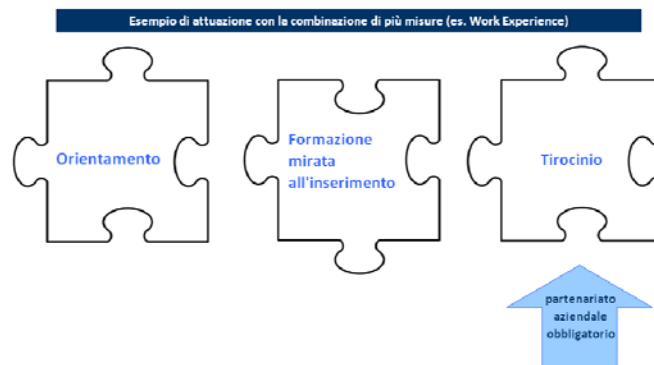 Esempio di attuazione con la combinazione di più misure (es. Work Experience)
Orientamento
Formazione
mirata
all'inserimento
Tirocinio
partenariato
aziendale
obbligatorio